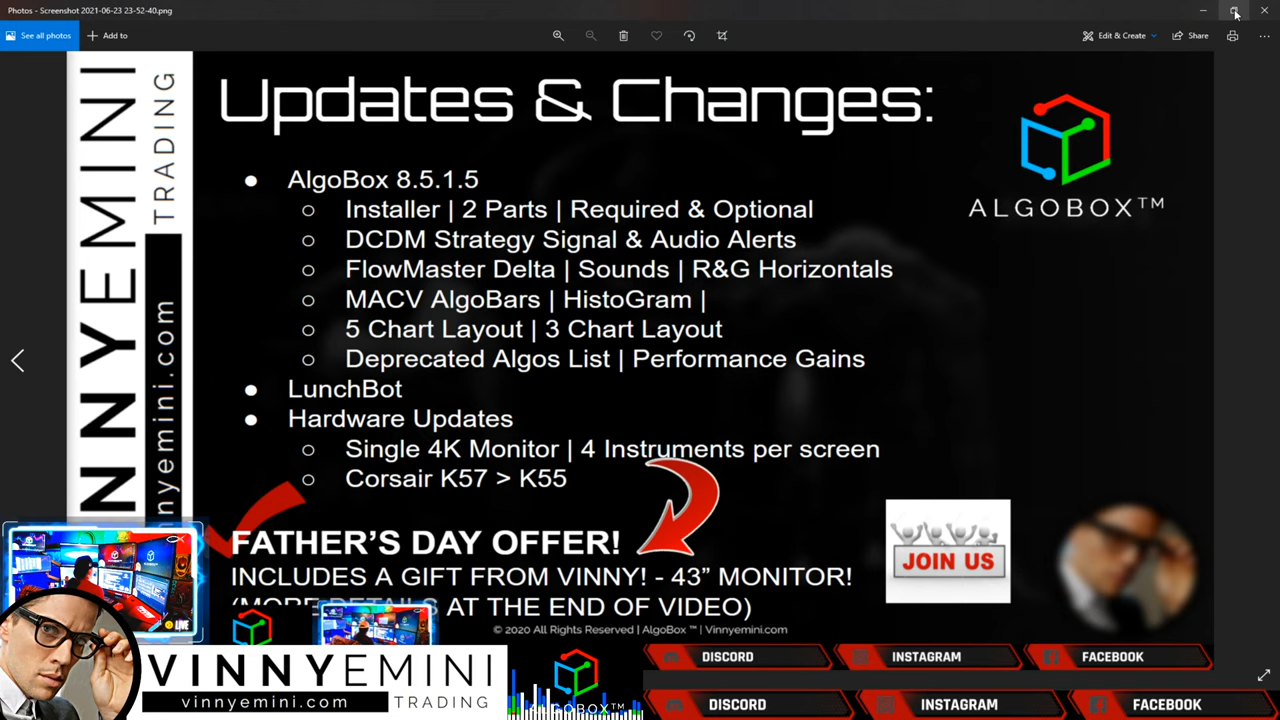 Photos - Screenshot 2021-06-23 23-52-40.png
See all photos
Add to
Edit & Create
Share
VINNYEMINI
TRADING
vinnyemini.com
Updates & Changes:
ALGOBOX™
● AlgoBox 8.5.1.5
○ Installer | 2 Parts | Required & Optional
○ DCDM Strategy Signal & Audio Alerts
○ FlowMaster Delta | Sounds | R&G Horizontals
○ MACV AlgoBars | HistoGram |
○ 5 Chart Layout | 3 Chart Layout
○ Deprecated Algos List | Performance Gains
● LunchBot
● Hardware Updates
○ Single 4K Monitor | 4 Instruments per screen
○ Corsair K57 > K55
FATHER'S DAY OFFER!
INCLUDES A GIFT FROM VINNY! - 43” MONITOR!
(MORE DETAILS AT THE END OF VIDEO)
© 2020 All Rights Reserved | AlgoBox ™ | Vinnyemini.com
JOIN US
LIVE
DISCORD
INSTAGRAM
FACEBOOK
VINNYEMINI
vinnyemini.com
TRADING
ALGOBOX™
DISCORD
INSTAGRAM
FACEBOOK